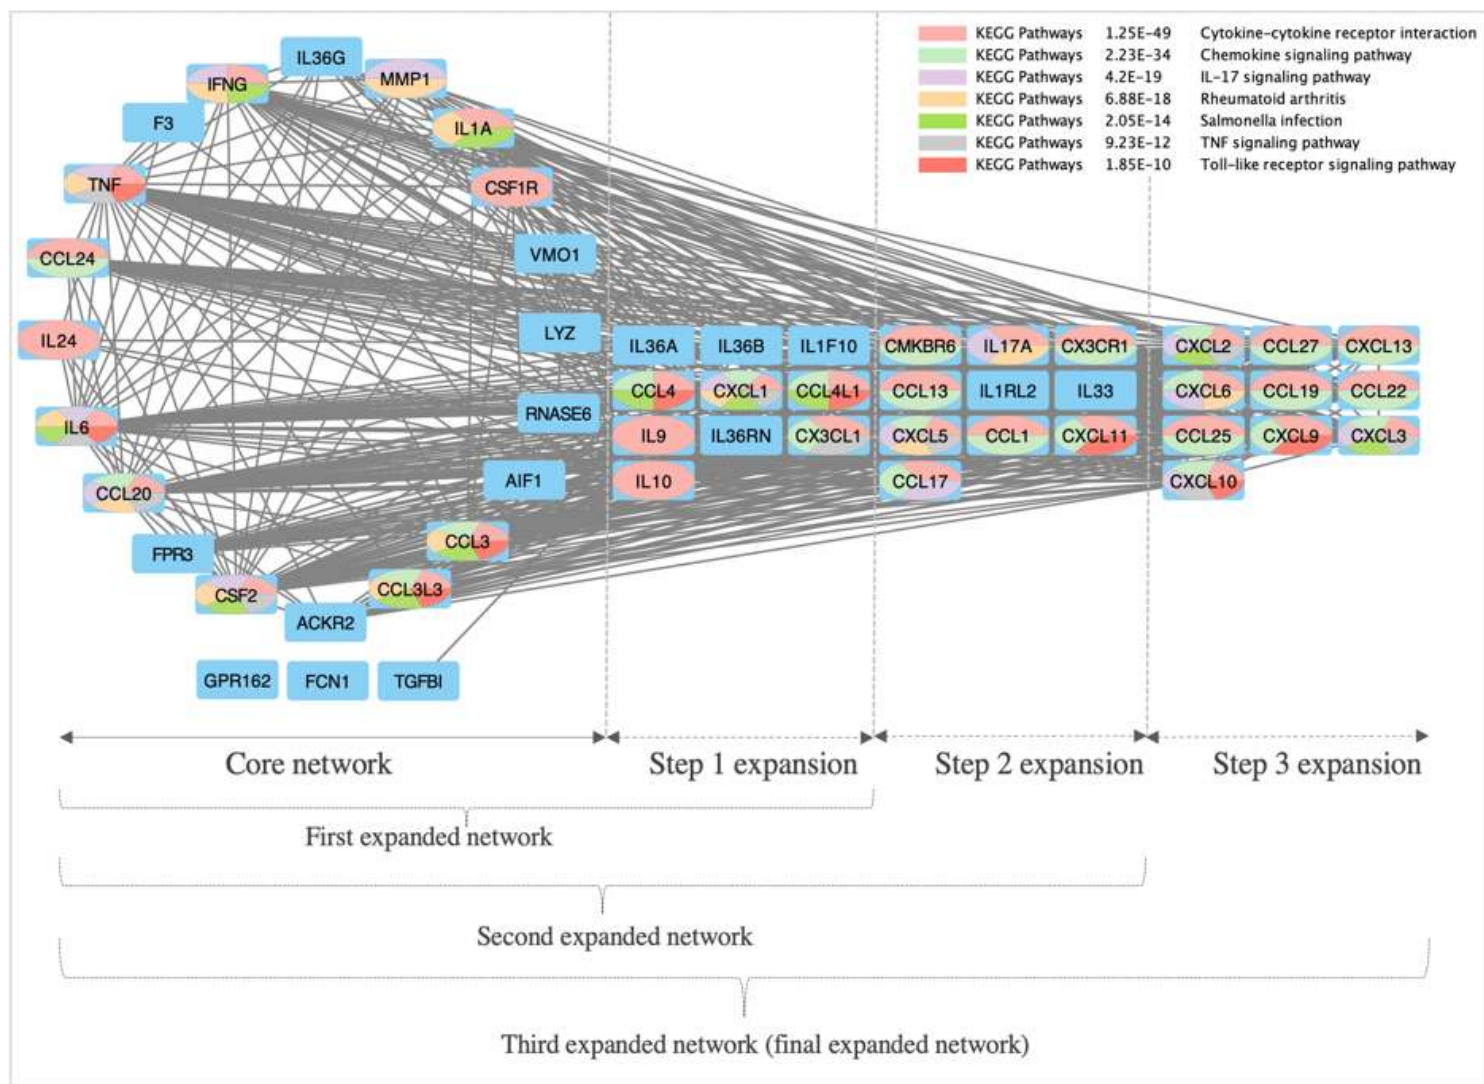 KEGG Pathways 1.25E-49 Cytokine-cytokine receptor interaction
KEGG Pathways 2.23E-34 Chemokine signaling pathway
KEGG Pathways 4.2E-19 IL-17 signaling pathway
KEGG Pathways 6.88E-18 Rheumatoid arthritis
KEGG Pathways 2.05E-14 Salmonella infection
KEGG Pathways 9.23E-12 TNF signaling pathway
KEGG Pathways 1.85E-10 Toll-like receptor signaling pathway
IL36G
IFNG
MMP1
F3
IL1A
TNF
CSF1R
CCL24
VMO1
IL24
LYZ
IL6
RNASE6
CCL20
AIF1
FPR3
CCL3
CSF2
CCL3L3
ACKR2
GPR162 FCN1 TGFBI
IL36A IL36B IL1F10 CMKBR6 IL17A CX3CR1 CXCL2 CCL27 CXCL13
CCL4 CXCL1 CCL4L1 CCL13 IL1RL2 IL33 CXCL6 CCL19 CCL22
IL9 IL36RN CX3CL1 CXCL5 CCL1 CXCL11 CCL25 CXCL9 CXCL3
IL10 CCL17 CXCL10
Core network Step 1 expansion Step 2 expansion Step 3 expansion
First expanded network
Second expanded network
Third expanded network (final expanded network)